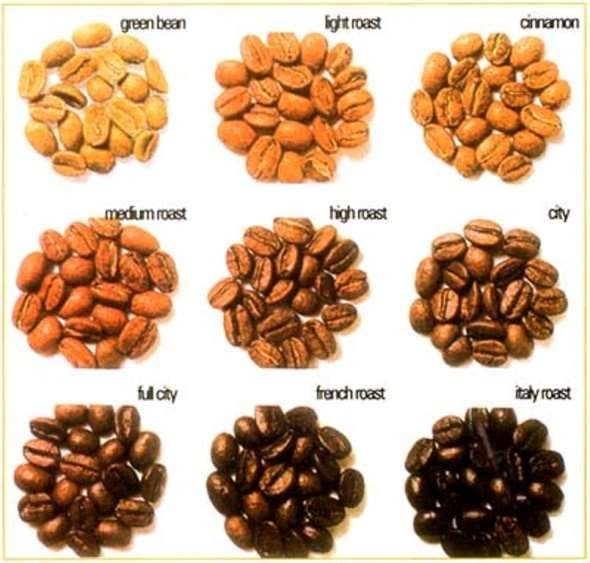 green bean
light roast
cinnamon
medium roast
high roast
city
full city
french roast
italy roast